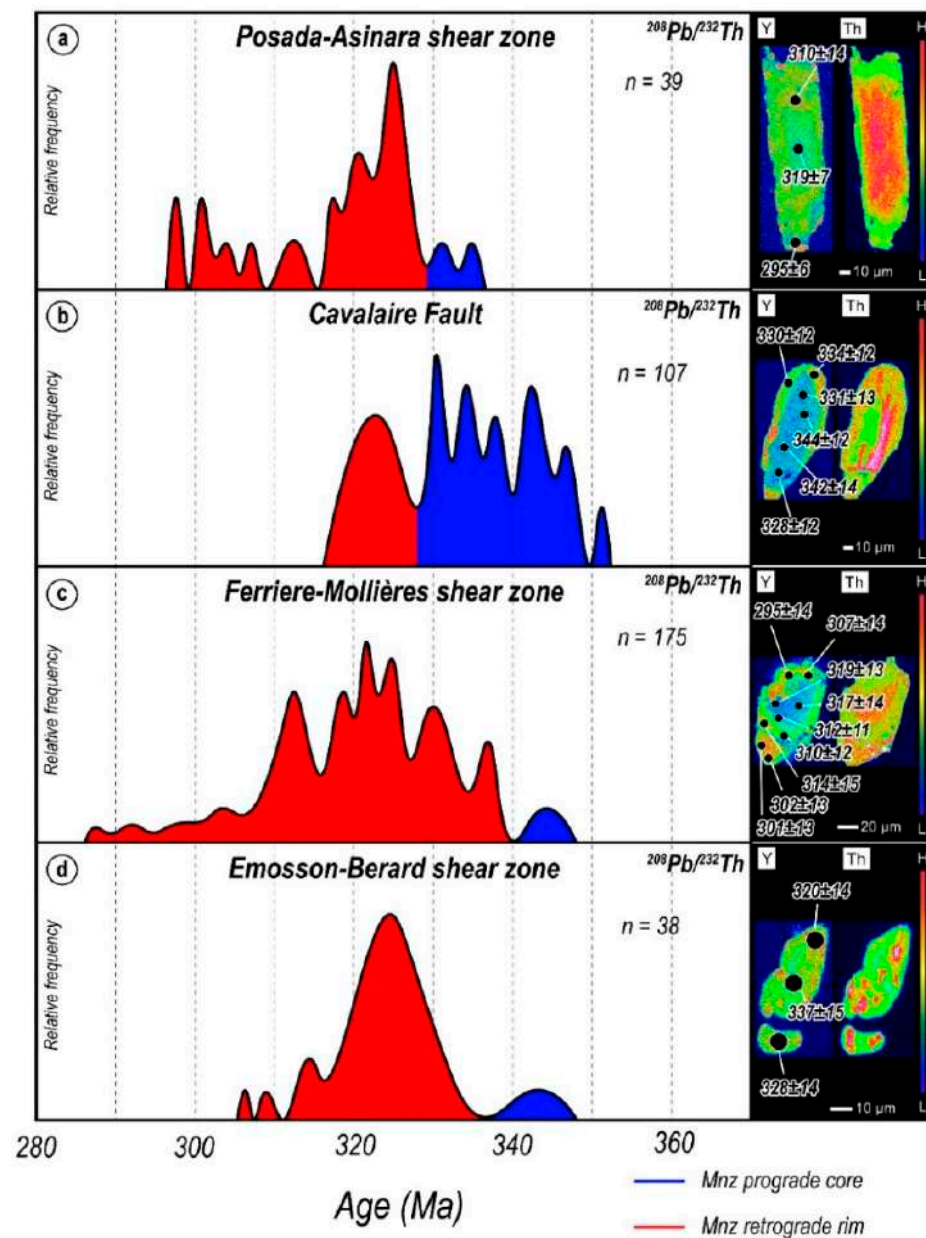 a
Posada-Asinara shear zone
²⁰⁸Pb/²³²Th
n = 39
Relative frequency
Y
Th
310±14
319±7
295±6
10 µm
H
L
b
Cavalaire Fault
²⁰⁸Pb/²³²Th
n = 107
Relative frequency
Y
Th
330±12
334±12
331±13
344±12
342±14
328±12
10 µm
L
c
Ferriere-Mollières shear zone
²⁰⁸Pb/²³²Th
n = 175
Relative frequency
Y
Th
295±14
307±14
319±13
317±14
312±11
310±12
314±15
302±13
301±13
20 µm
L
d
Emosson-Berard shear zone
²⁰⁸Pb/²³²Th
n = 38
Relative frequency
Y
Th
H
320±14
337±15
328±14
10 µm
L
280 300 320 340 360
Age (Ma)
Mnz prograde core
Mnz retrograde rim